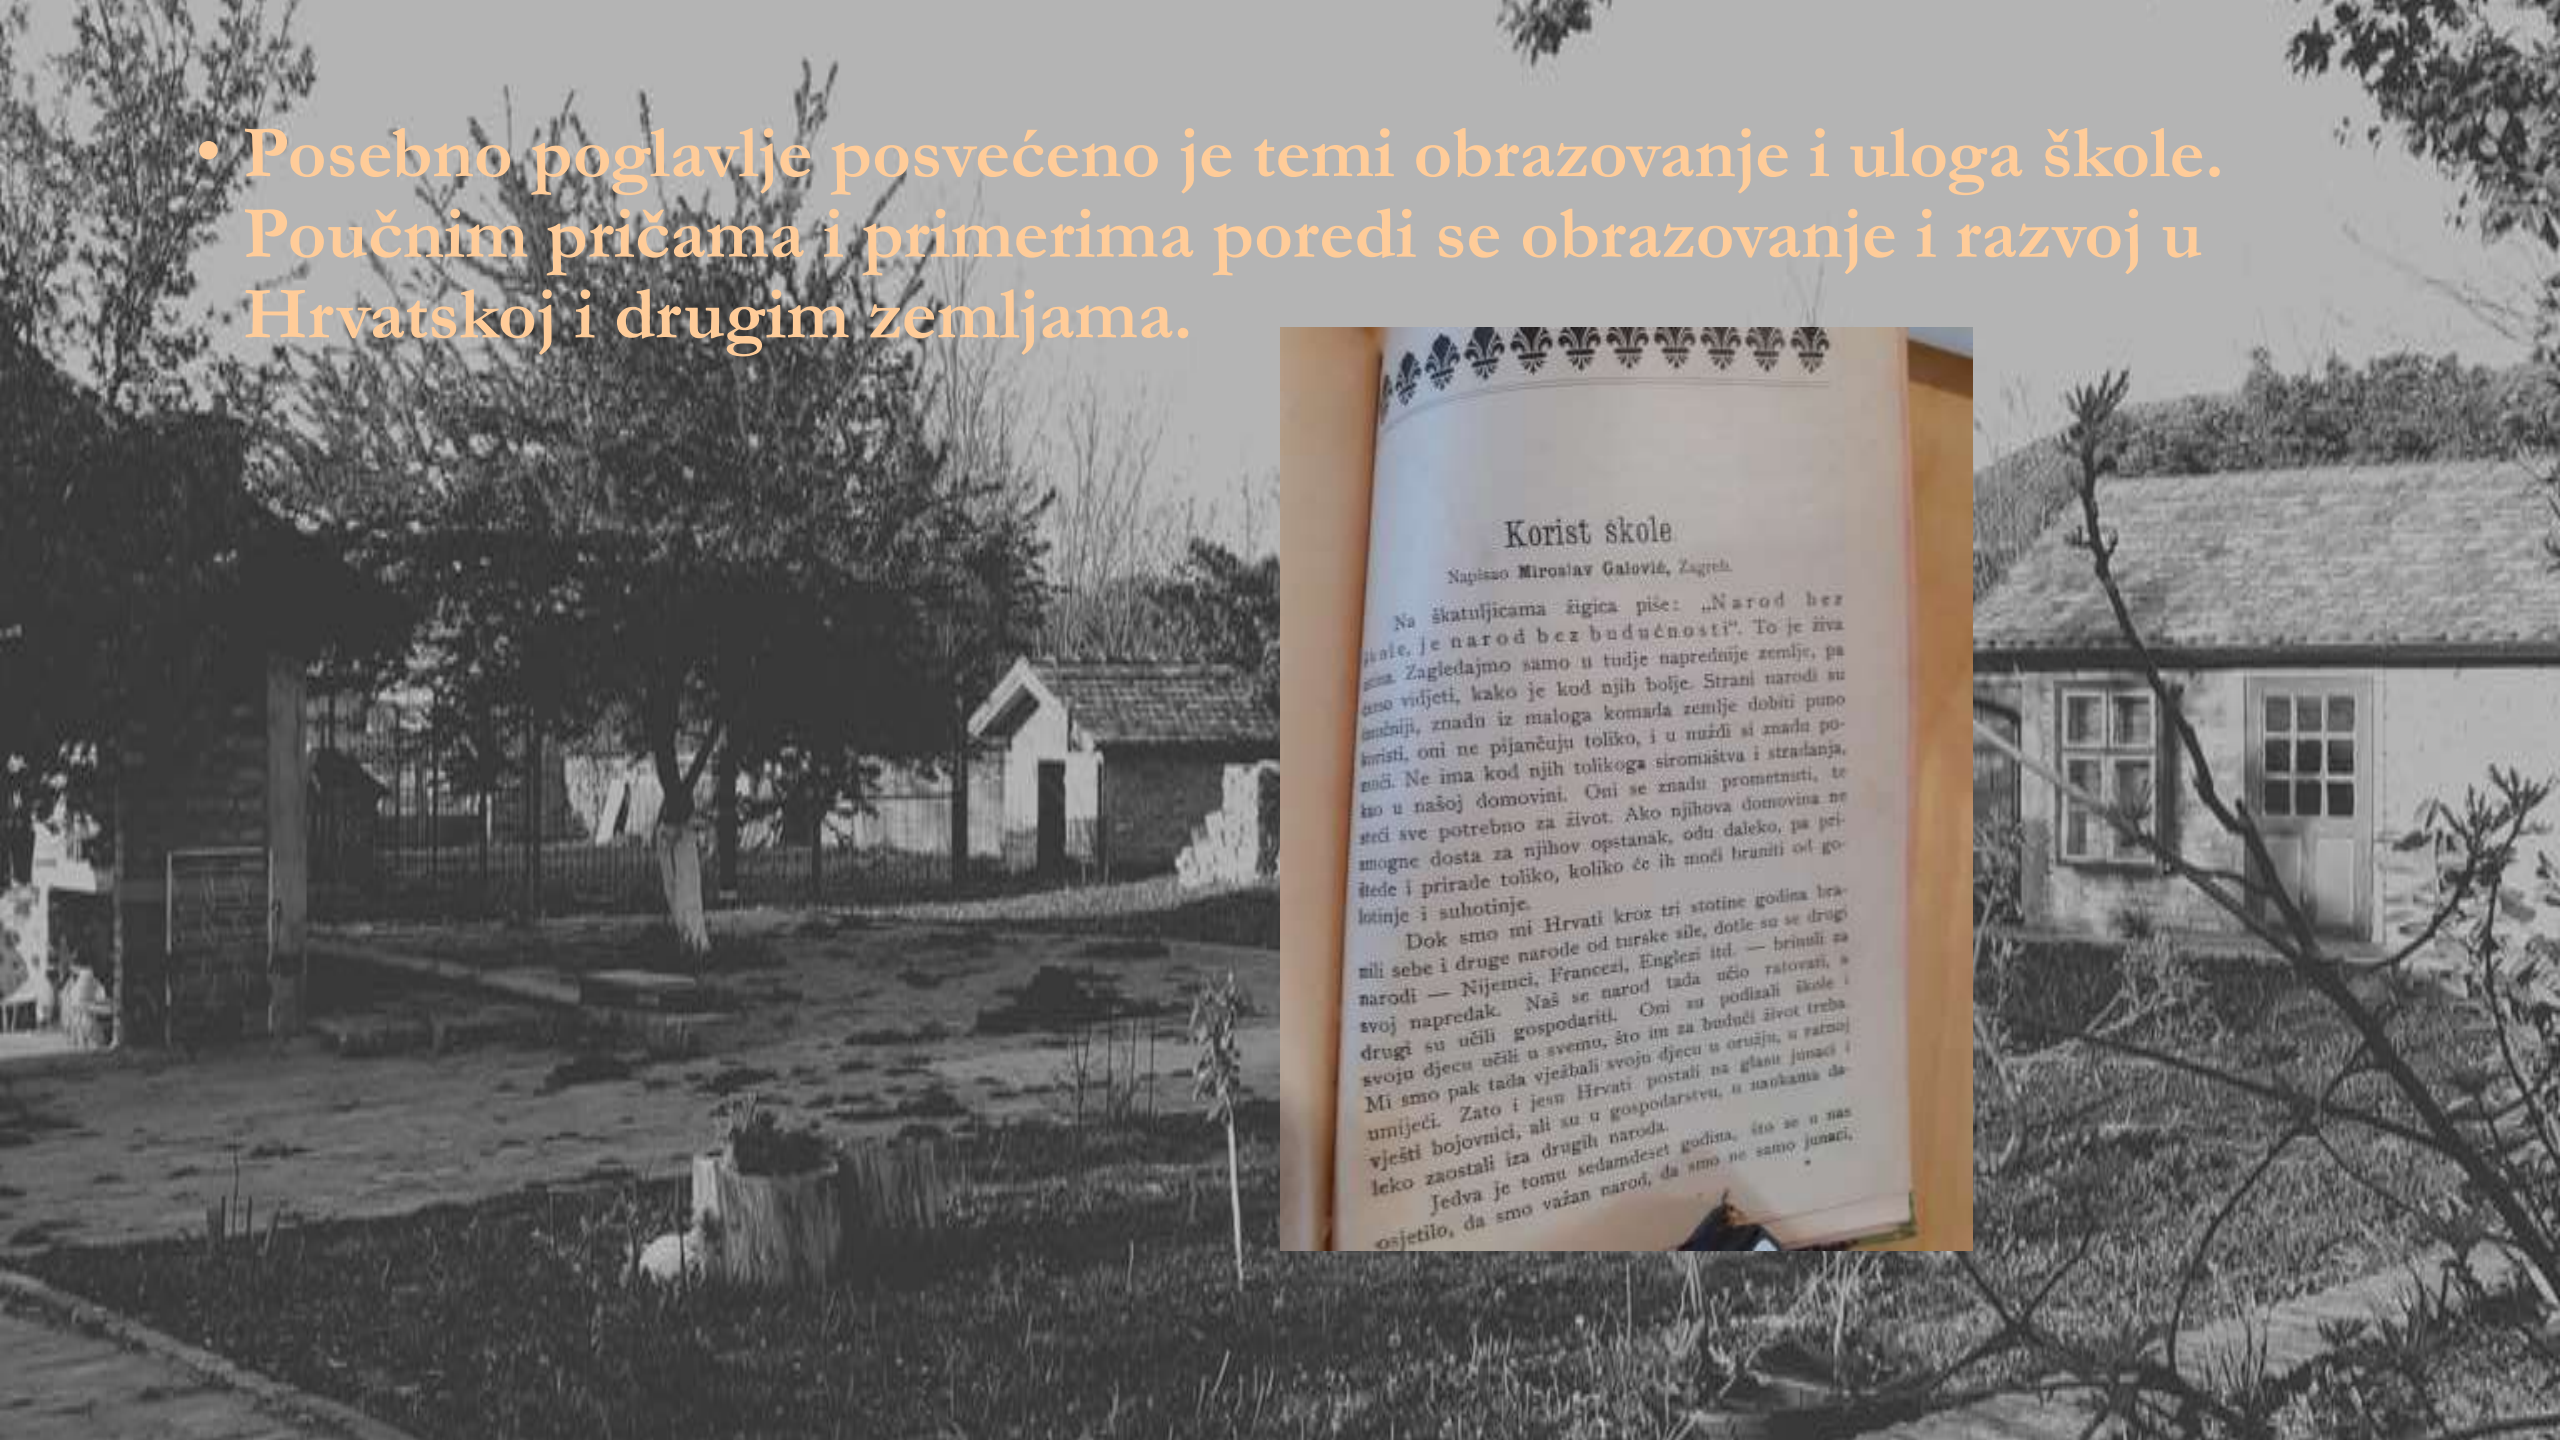 • Posebno poglavlje posvećeno je temi obrazovanje i uloga škole.
Poučnim pričama i primerima poredi se obrazovanje i razvoj u
Hrvatskoj i drugim zemljama.
Korist škole
Napisao Miroslav Galović, Zagreb.
Na škatuljicama žigica piše: „Narod bez
škole, je narod bez budućnosti“. To je živa
Zagledajmo samo u tudje naprednije zemlje, pa
ćemo vidjeti, kako je kod njih bolje. Strani narodi su
imućniji, znadu iz maloga komada zemlje dobiti puno
koristi, oni ne pijančuju toliko, i u nuždi si znadu po-
moći. Ne ima kod njih tolikoga siromaštva i stradanja,
kao u našoj domovini. Oni se znadu prometnuti, te
steći sve potrebno za život. Ako njihova domovina ne
smogne dosta za njihov opstanak, odu daleko, pa pri-
štede i prirade toliko, koliko će ih moći braniti od go-
lotinje i suhotinje.
Dok smo mi Hrvati kroz tri stotine godina bra-
nili sebe i druge narode od turske sile, dotle su se drugi
narodi — Nijemci, Francezi, Englezi itd. — brinuli za
svoj napredak. Naš se narod tada učio ratovati, a
drugi su učili gospodariti. Oni su podizali škole i
svoju djecu učili u svemu, što im za budući život treba.
Mi smo pak tada vježbali svoju djecu u oružju, u ratnoj
umijeći. Zato i jesu Hrvati postali na glasu junaci i
vješti bojovnici, ali su u gospodarstvu, u naukama da-
leko zaostali iza drugih naroda.
Jedva je tomu sedamdeset godina, što se u nas
osjetilo, da smo važan narod, da smo ne samo junaci,